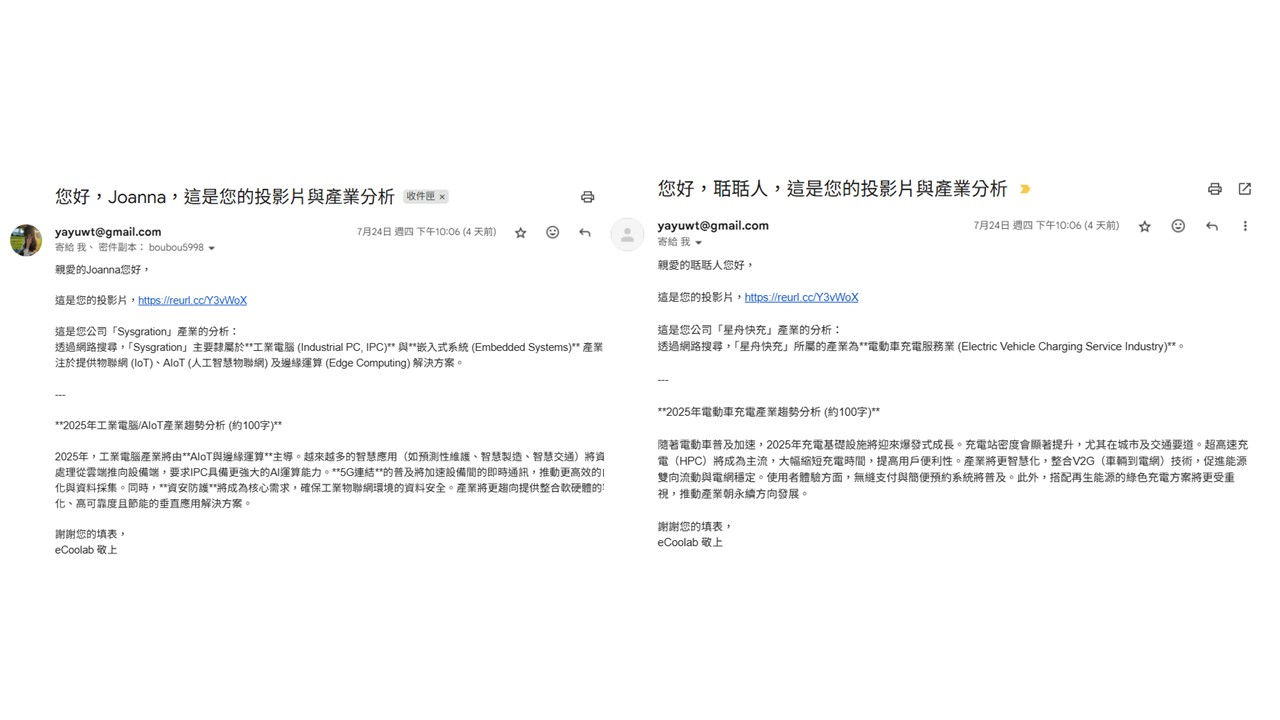 您好，Joanna，這是您的投影片與產業分析 收件匣 ×
yayuwt@gmail.com 7月24日 週四 下午10:06 (4 天前)
寄給 我、 密件副本： boubou5998
親愛的Joanna您好，
這是您的投影片，https://reurl.cc/Y3vWoX
這是您公司「Sysgration」產業的分析：
透過網路搜尋，「Sysgration」主要隸屬於**工業電腦 (Industrial PC, IPC)** 與**嵌入式系統 (Embedded Systems)** 產業
注於提供物聯網 (IoT)、AIoT (人工智慧物聯網) 及邊緣運算 (Edge Computing) 解決方案。
---
**2025年工業電腦/AIoT產業趨勢分析 (約100字)**
2025年，工業電腦產業將由**AIoT與邊緣運算**主導。越來越多的智慧應用（如預測性維護、智慧製造、智慧交通）將資
處理從雲端推向設備端，要求IPC具備更強大的AI運算能力。**5G連結**的普及將加速設備間的即時通訊，推動更高效的
化與資料採集。同時，**資安防護**將成為核心需求，確保工業物聯網環境的資料安全。產業將更趨向提供整合軟硬體的
化、高可靠度且節能的垂直應用解決方案。
謝謝您的填表，
eCoolab 敬上
您好，聒聒人，這是您的投影片與產業分析
yayuwt@gmail.com 7月24日 週四 下午10:06 (4 天前)
寄給 我
親愛的聒聒人您好，
這是您的投影片，https://reurl.cc/Y3vWoX
這是您公司「星舟快充」產業的分析：
透過網路搜尋，「星舟快充」所屬的產業為**電動車充電服務業 (Electric Vehicle Charging Service Industry)**。
---
**2025年電動車充電產業趨勢分析 (約100字)**
隨著電動車普及加速，2025年充電基礎設施將迎來爆發式成長。充電站密度會顯著提升，尤其在城市及交通要道。超高速充
電（HPC）將成為主流，大幅縮短充電時間，提高用戶便利性。產業將更智慧化，整合V2G（車輛到電網）技術，促進能源
雙向流動與電網穩定。使用者體驗方面，無縫支付與簡便預約系統將普及。此外，搭配再生能源的綠色充電方案將更受重
視，推動產業朝永續方向發展。
謝謝您的填表，
eCoolab 敬上